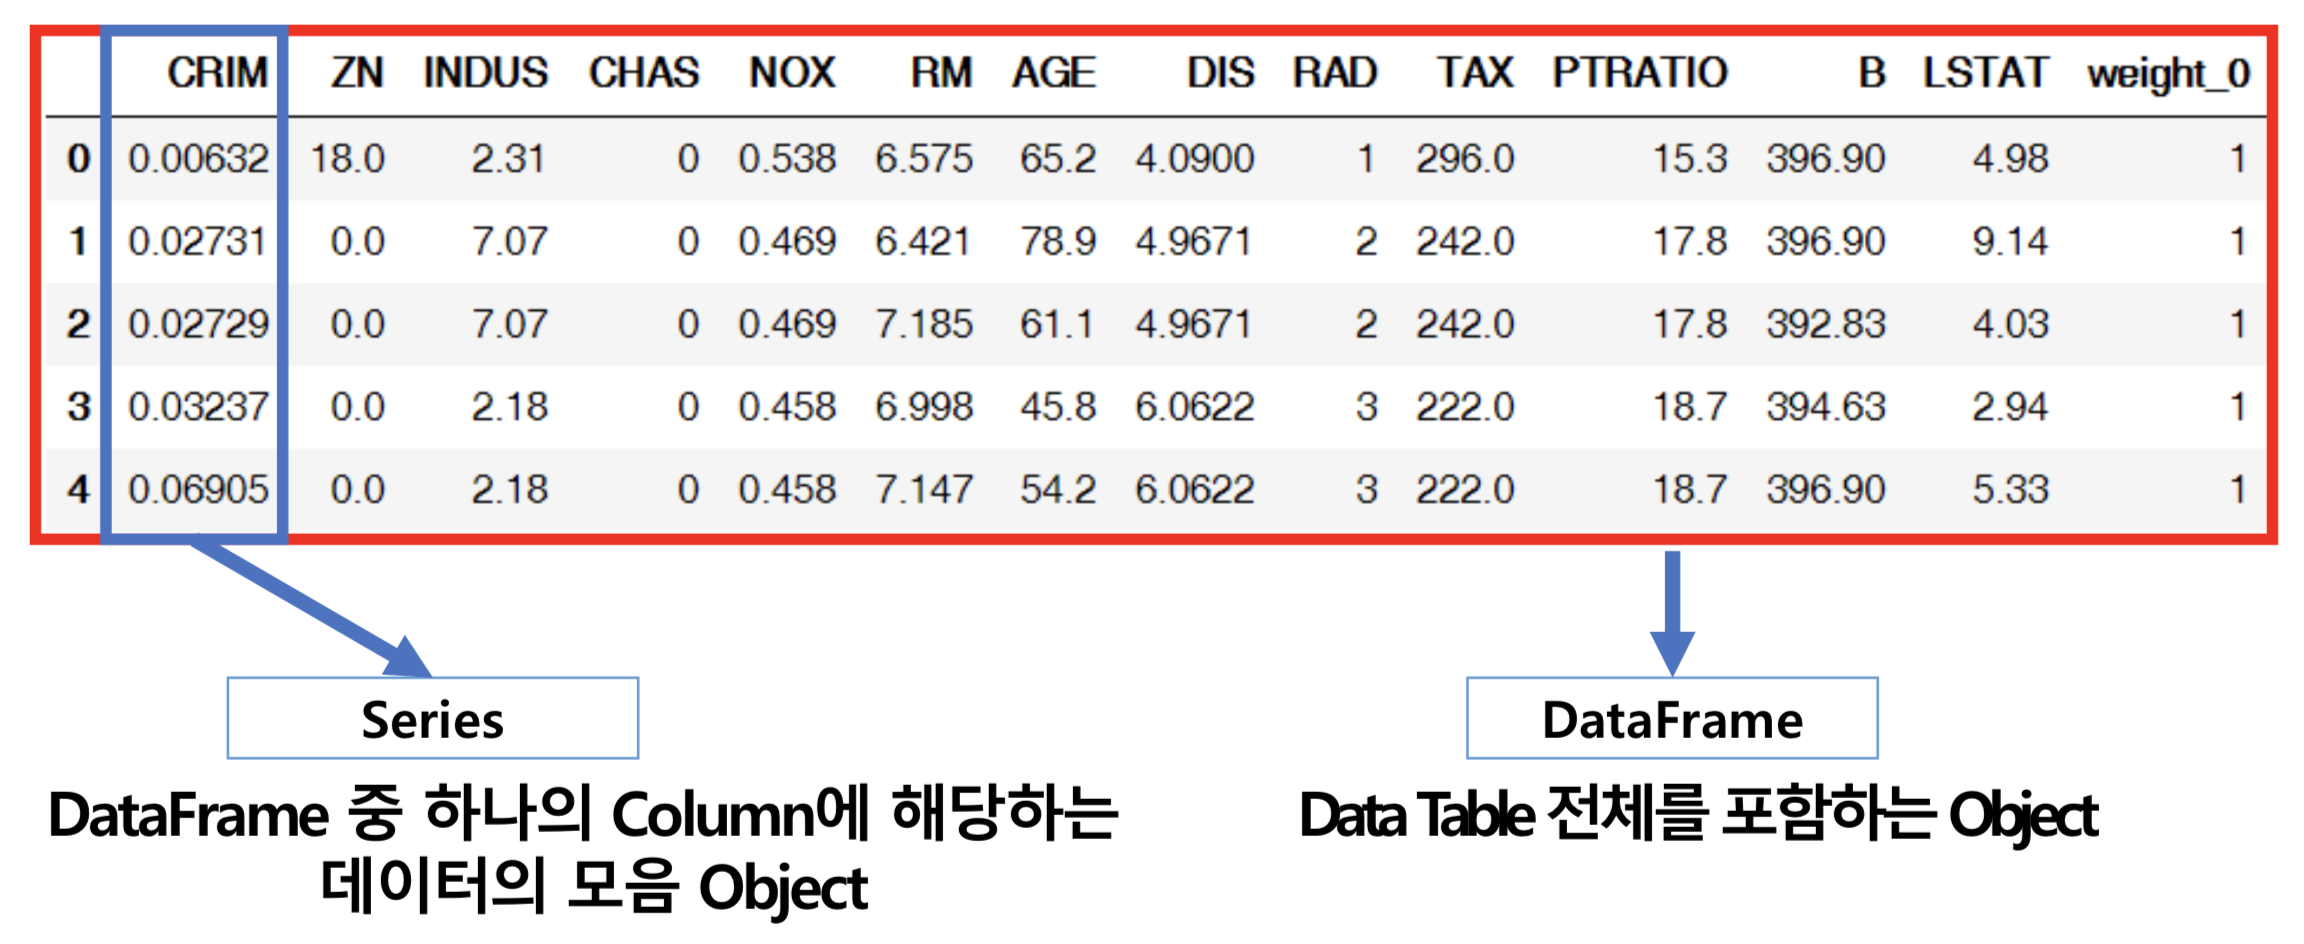 CRIM ZN INDUS CHAS NOX RM AGE DIS RAD TAX PTRATIO B LSTAT weight_0
0 0.00632 18.0 2.31 0 0.538 6.575 65.2 4.0900 1 296.0 15.3 396.90 4.98 1
1 0.02731 0.0 7.07 0 0.469 6.421 78.9 4.9671 2 242.0 17.8 396.90 9.14 1
2 0.02729 0.0 7.07 0 0.469 7.185 61.1 4.9671 2 242.0 17.8 392.83 4.03 1
3 0.03237 0.0 2.18 0 0.458 6.998 45.8 6.0622 3 222.0 18.7 394.63 2.94 1
4 0.06905 0.0 2.18 0 0.458 7.147 54.2 6.0622 3 222.0 18.7 396.90 5.33 1
Series
DataFrame 중 하나의 Column에 해당하는
데이터의 모음 Object
DataFrame
Data Table 전체를 포함하는 Object